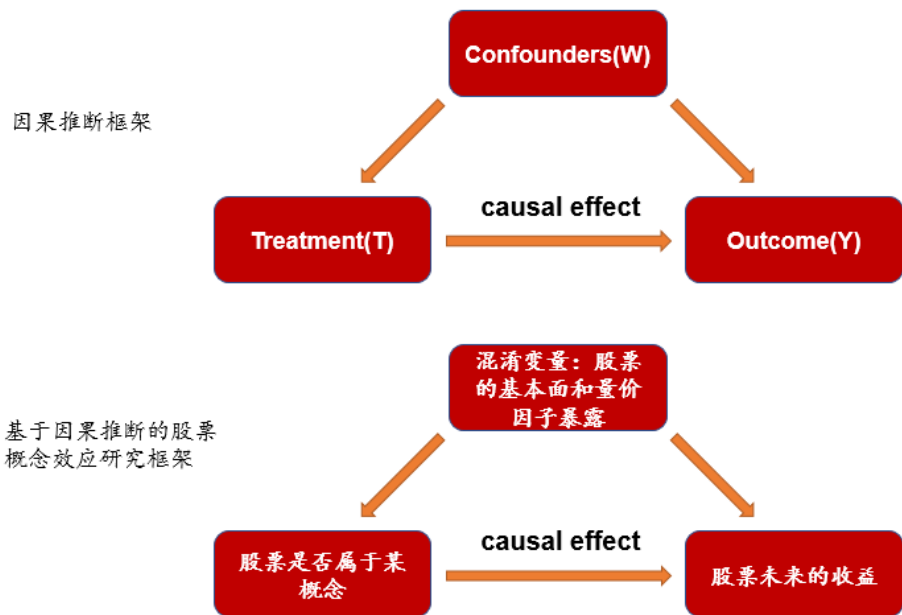 Confounders(W)
因果推断框架
causal effect
Treatment(T)
Outcome(Y)
混淆变量：股票
的基本面和量价
因子暴露
基于因果推断的股票
概念效应研究框架
causal effect
股票是否属于某
概念
股票未来的收益